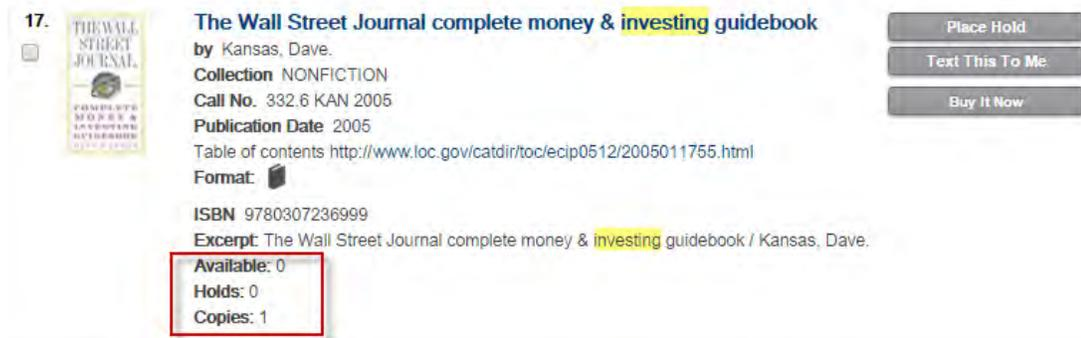 17.
THE WALL
STREET
JOURNAL.
COMPLETE
MONEY &
INVESTING
GUIDEBOOK
The Wall Street Journal complete money & investing guidebook
by Kansas, Dave.
Collection NONFICTION
Call No. 332.6 KAN 2005
Publication Date 2005
Table of contents http://www.loc.gov/catdir/toc/ecip0512/2005011755.html
Format:
ISBN 9780307236999
Excerpt: The Wall Street Journal complete money & investing guidebook / Kansas, Dave.
Available: 0
Holds: 0
Copies: 1
Place Hold
Text This To Me
Buy It Now